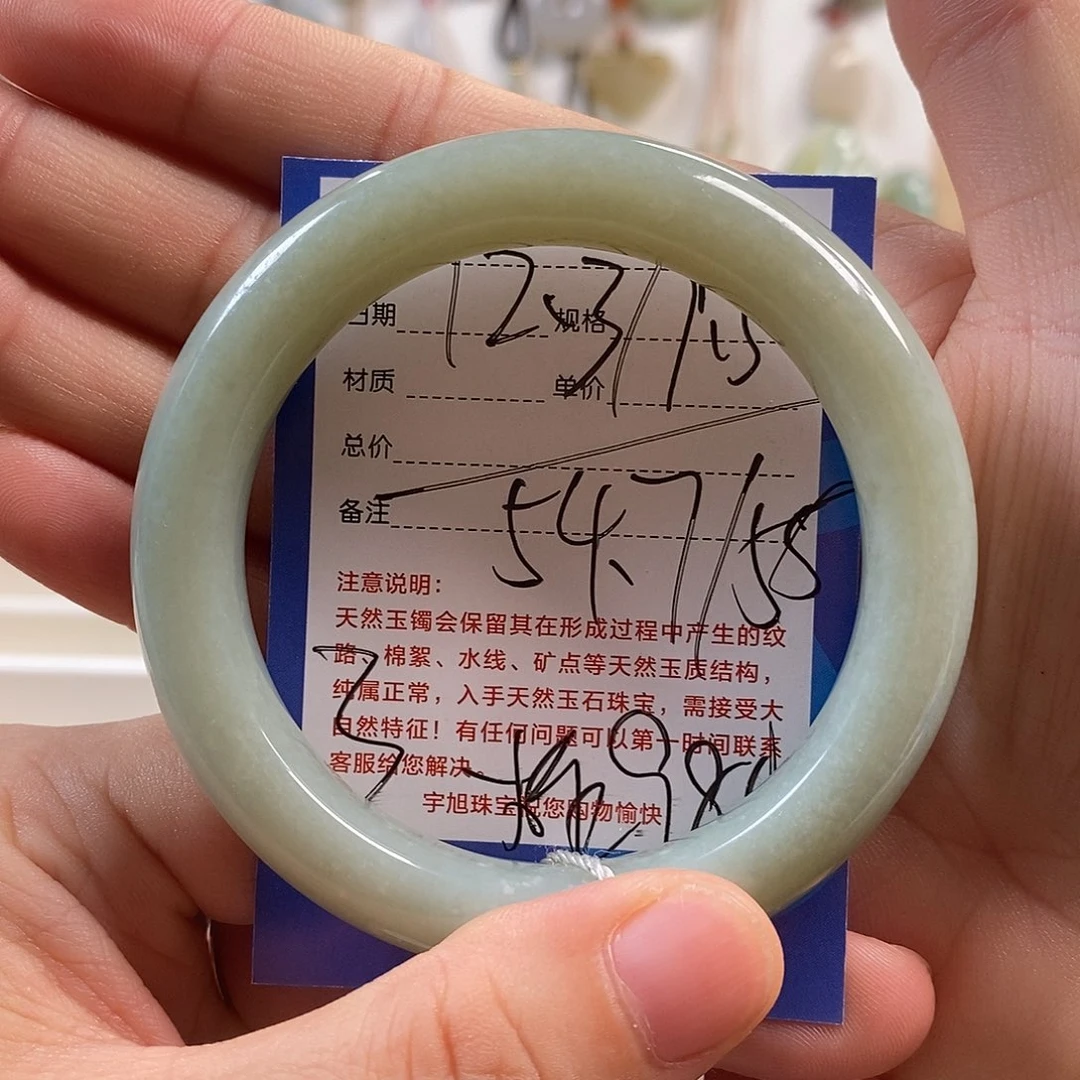 日期 12.3/11.5 规格
材质 单价
总价
备注 54.7/58
注意说明：
天然玉镯会保留其在形成过程中产生的纹
路、棉絮、水线、矿点等天然玉质结构，
纯属正常，入手天然玉石珠宝，需接受大
自然特征！有任何问题可以第一时间联系
客服给您解决。
宇旭珠宝祝您购物愉快